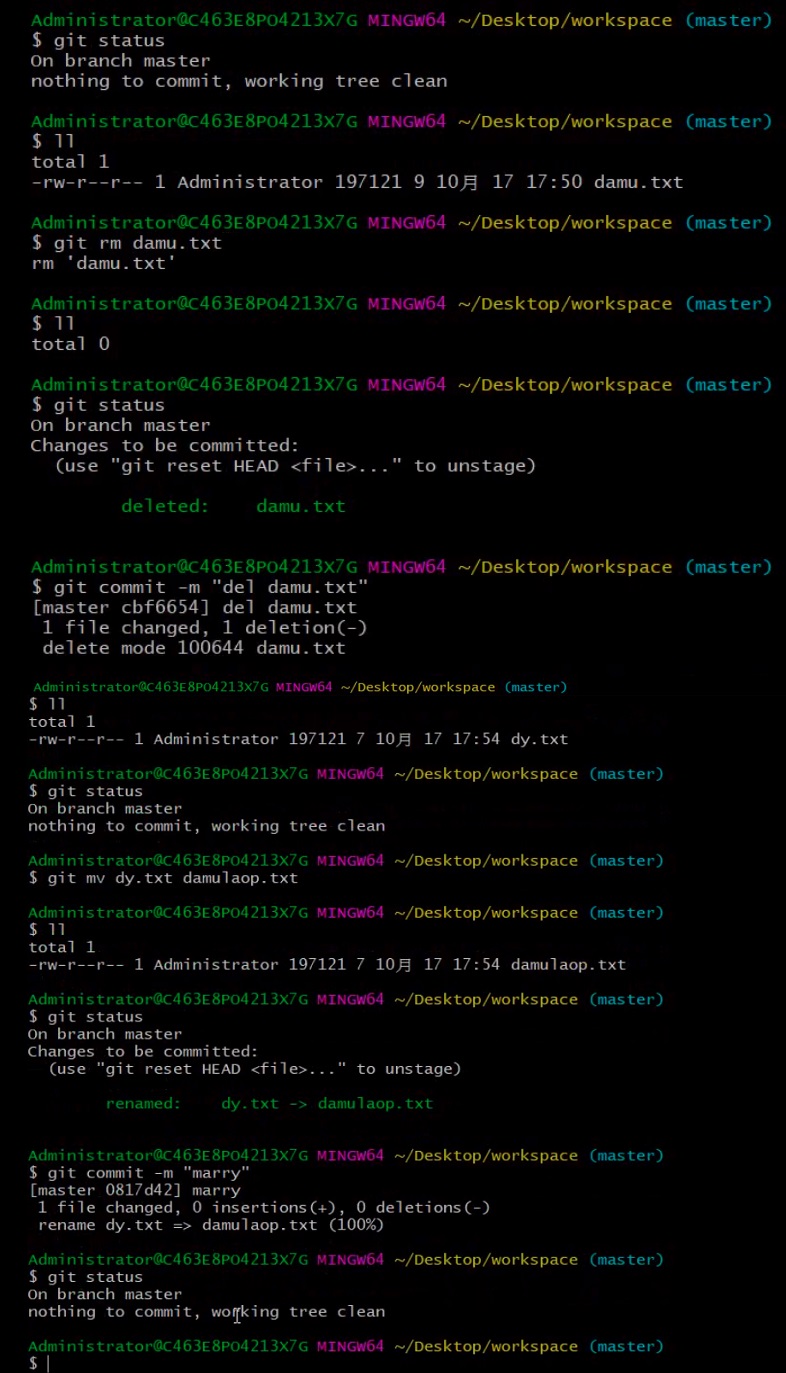 Administrator@C463E8PO4213X7G MINGW64 ~/Desktop/workspace (master)
$ git status
On branch master
nothing to commit, working tree clean
Administrator@C463E8PO4213X7G MINGW64 ~/Desktop/workspace (master)
$ ll
total 1
-rw-r--r-- 1 Administrator 197121 9 10月 17 17:50 damu.txt
Administrator@C463E8PO4213X7G MINGW64 ~/Desktop/workspace (master)
$ git rm damu.txt
rm 'damu.txt'
Administrator@C463E8PO4213X7G MINGW64 ~/Desktop/workspace (master)
$ ll
total 0
Administrator@C463E8PO4213X7G MINGW64 ~/Desktop/workspace (master)
$ git status
On branch master
Changes to be committed:
  (use "git reset HEAD <file>..." to unstage)
        deleted:    damu.txt
Administrator@C463E8PO4213X7G MINGW64 ~/Desktop/workspace (master)
$ git commit -m "del damu.txt"
[master cbf6654] del damu.txt
 1 file changed, 1 deletion(-)
 delete mode 100644 damu.txt
Administrator@C463E8PO4213X7G MINGW64 ~/Desktop/workspace (master)
$ ll
total 1
-rw-r--r-- 1 Administrator 197121 7 10月 17 17:54 dy.txt
Administrator@C463E8PO4213X7G MINGW64 ~/Desktop/workspace (master)
$ git status
On branch master
nothing to commit, working tree clean
Administrator@C463E8PO4213X7G MINGW64 ~/Desktop/workspace (master)
$ git mv dy.txt damulaop.txt
Administrator@C463E8PO4213X7G MINGW64 ~/Desktop/workspace (master)
$ ll
total 1
-rw-r--r-- 1 Administrator 197121 7 10月 17 17:54 damulaop.txt
Administrator@C463E8PO4213X7G MINGW64 ~/Desktop/workspace (master)
$ git status
On branch master
Changes to be committed:
  (use "git reset HEAD <file>..." to unstage)
        renamed:    dy.txt -> damulaop.txt
Administrator@C463E8PO4213X7G MINGW64 ~/Desktop/workspace (master)
$ git commit -m "marry"
[master 0817d42] marry
 1 file changed, 0 insertions(+), 0 deletions(-)
 rename dy.txt => damulaop.txt (100%)
Administrator@C463E8PO4213X7G MINGW64 ~/Desktop/workspace (master)
$ git status
On branch master
nothing to commit, working tree clean
Administrator@C463E8PO4213X7G MINGW64 ~/Desktop/workspace (master)
$